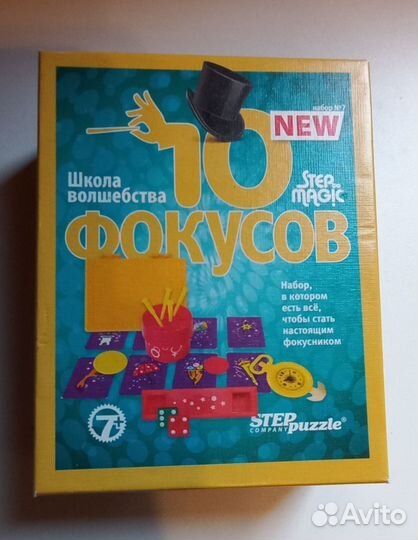 набор №7
NEW
10
Школа
волшебства
STEP
MAGIC
ФОКУСОВ
Набор,
в котором
есть всё,
чтобы стать
настоящим
фокусником
7
STEP puzzle®
COMPANY
Avito